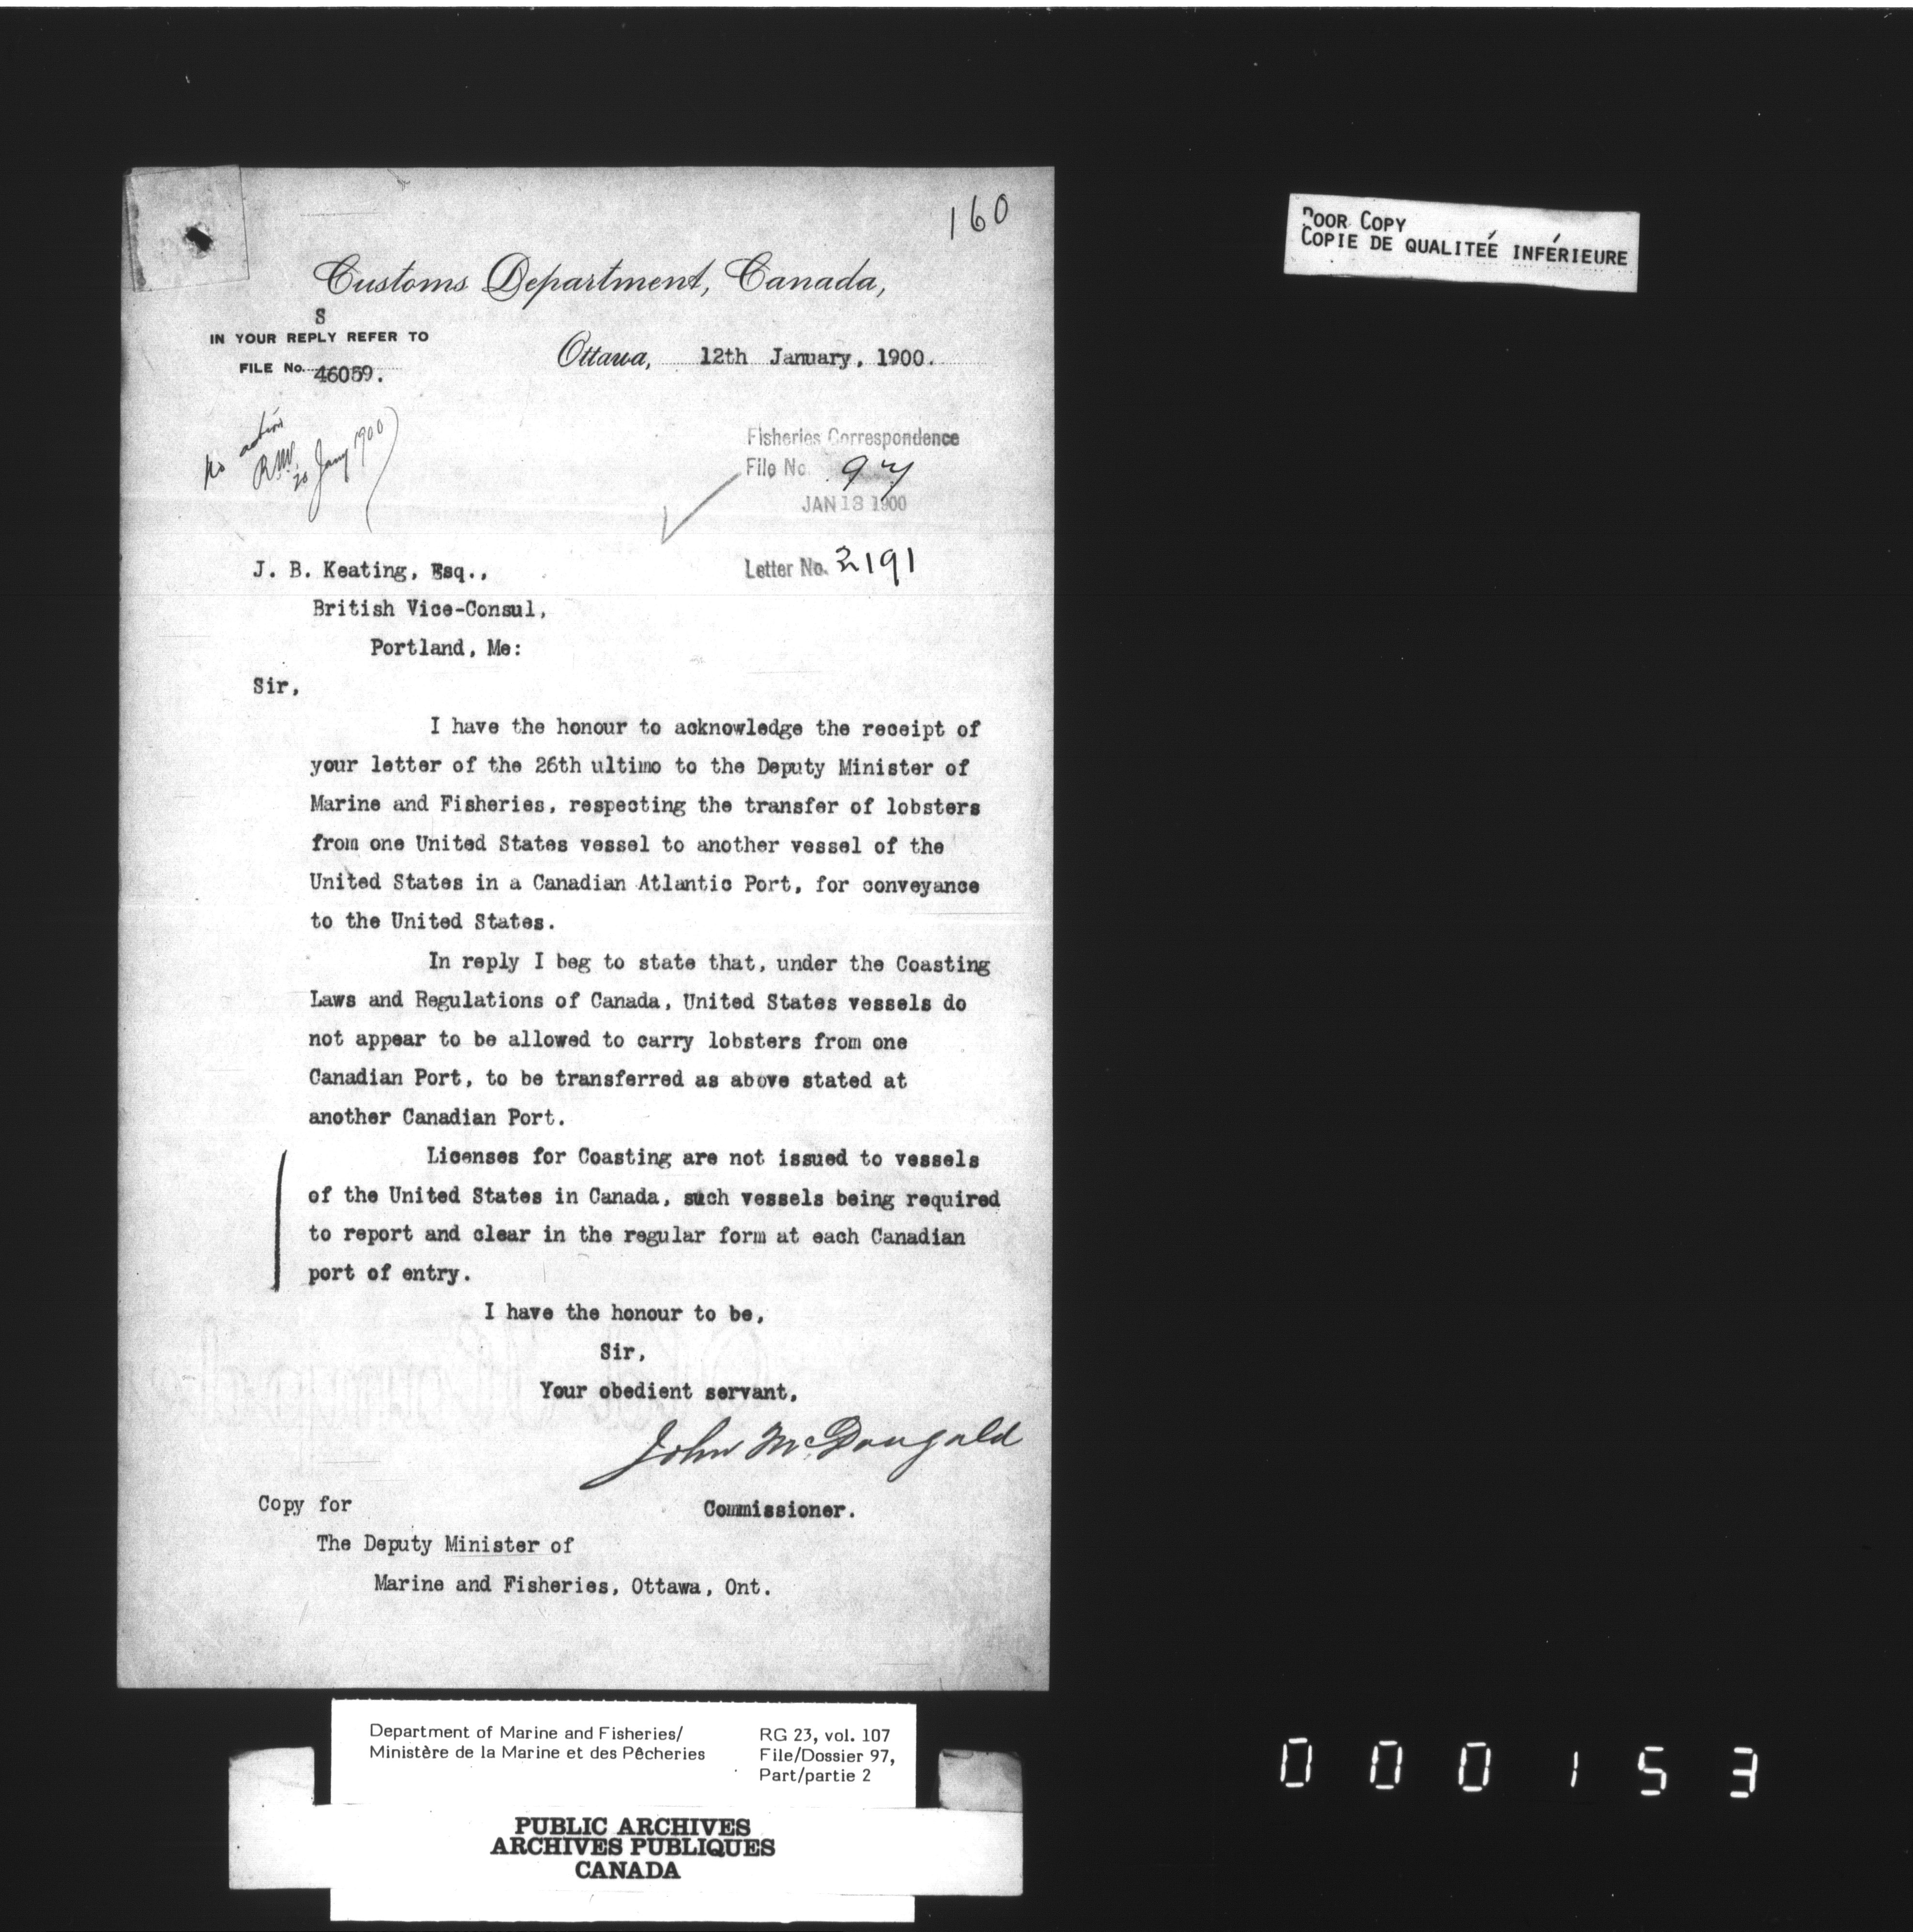 160
Customs Department, Canada,
S
IN YOUR REPLY REFER TO
FILE No. 46059.
Ottawa, 12th January, 1900.
no action
R.W.
20 Jany 1900
Fisheries Correspondence
File No. 97
JAN 13 1900
Letter No. 2191
J. B. Keating, Esq.,
British Vice-Consul,
Portland, Me:
Sir,
I have the honour to acknowledge the receipt of
your letter of the 26th ultimo to the Deputy Minister of
Marine and Fisheries, respecting the transfer of lobsters
from one United States vessel to another vessel of the
United States in a Canadian Atlantic Port, for conveyance
to the United States.
In reply I beg to state that, under the Coasting
Laws and Regulations of Canada, United States vessels do
not appear to be allowed to carry lobsters from one
Canadian Port, to be transferred as above stated at
another Canadian Port.
Licenses for Coasting are not issued to vessels
of the United States in Canada, such vessels being required
to report and clear in the regular form at each Canadian
port of entry.
I have the honour to be,
Sir,
Your obedient servant,
John McDougald
Commissioner.
Copy for
The Deputy Minister of
Marine and Fisheries, Ottawa, Ont.
POOR COPY
COPIE DE QUALITEÉ INFÉRIEURE
Department of Marine and Fisheries/
Ministère de la Marine et des Pêcheries
RG 23, vol. 107
File/Dossier 97,
Part/partie 2
PUBLIC ARCHIVES
ARCHIVES PUBLIQUES
CANADA
000153